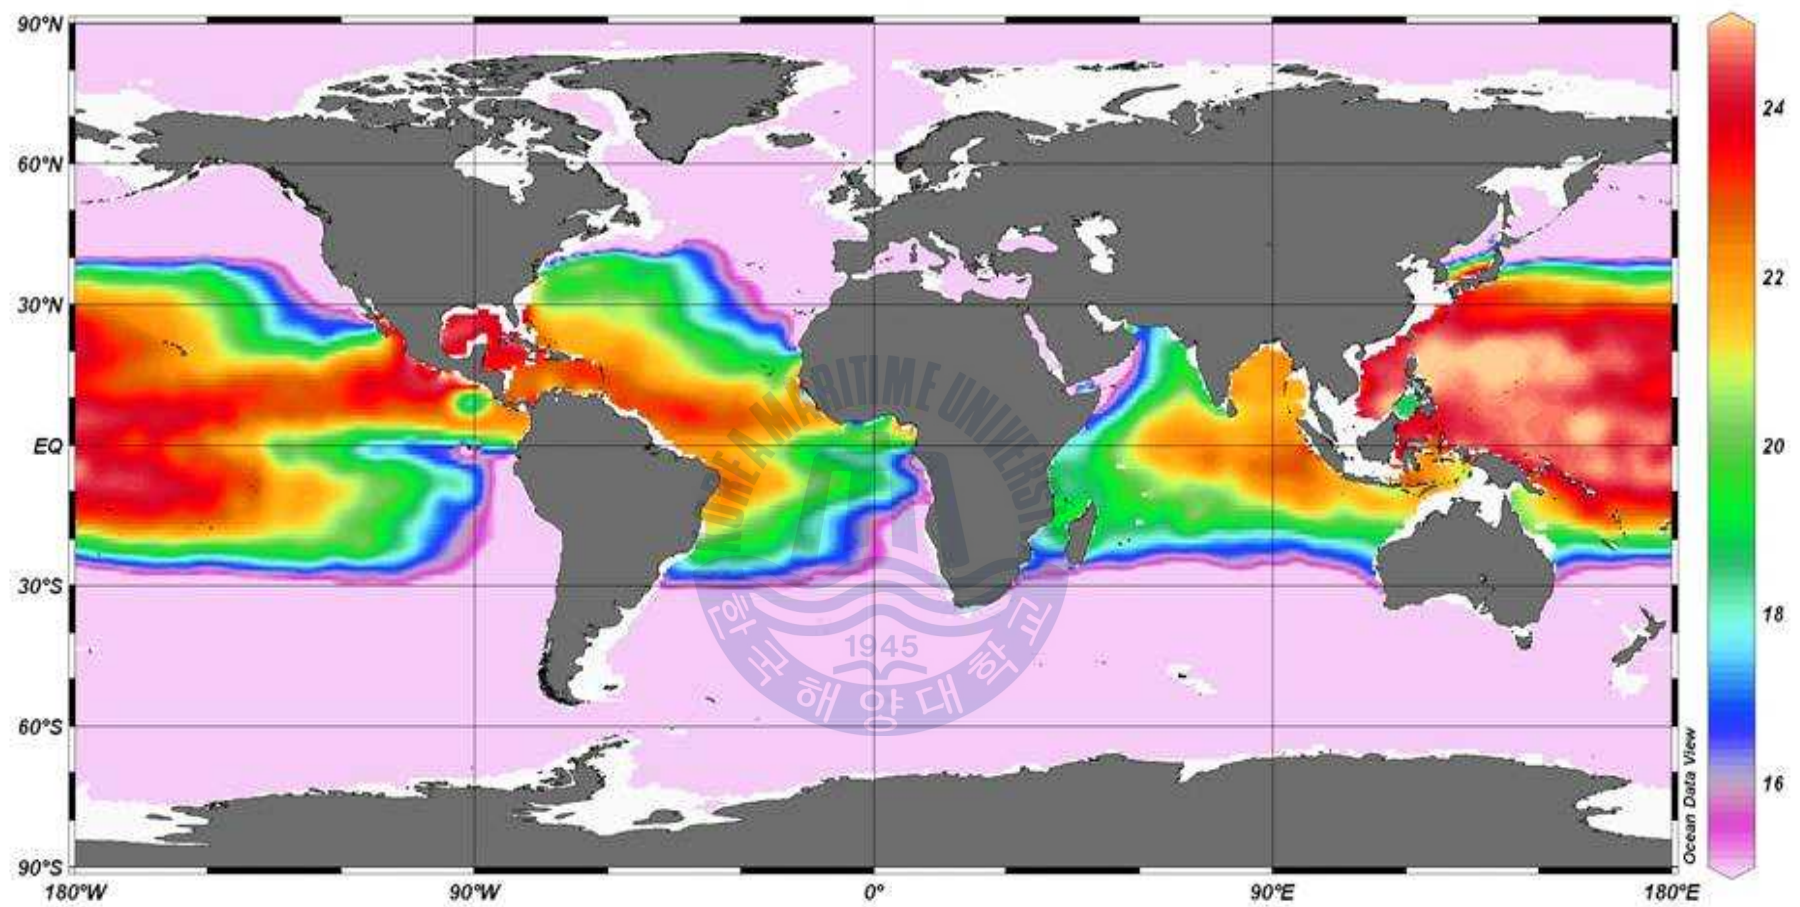 90°N
60°N
30°N
EQ
30°S
60°S
90°S
180°W
90°W
0°
90°E
180°E
24
22
20
18
16
Ocean Data View
KOREA MARITIME UNIVERSITY
1945
한국해양대학교